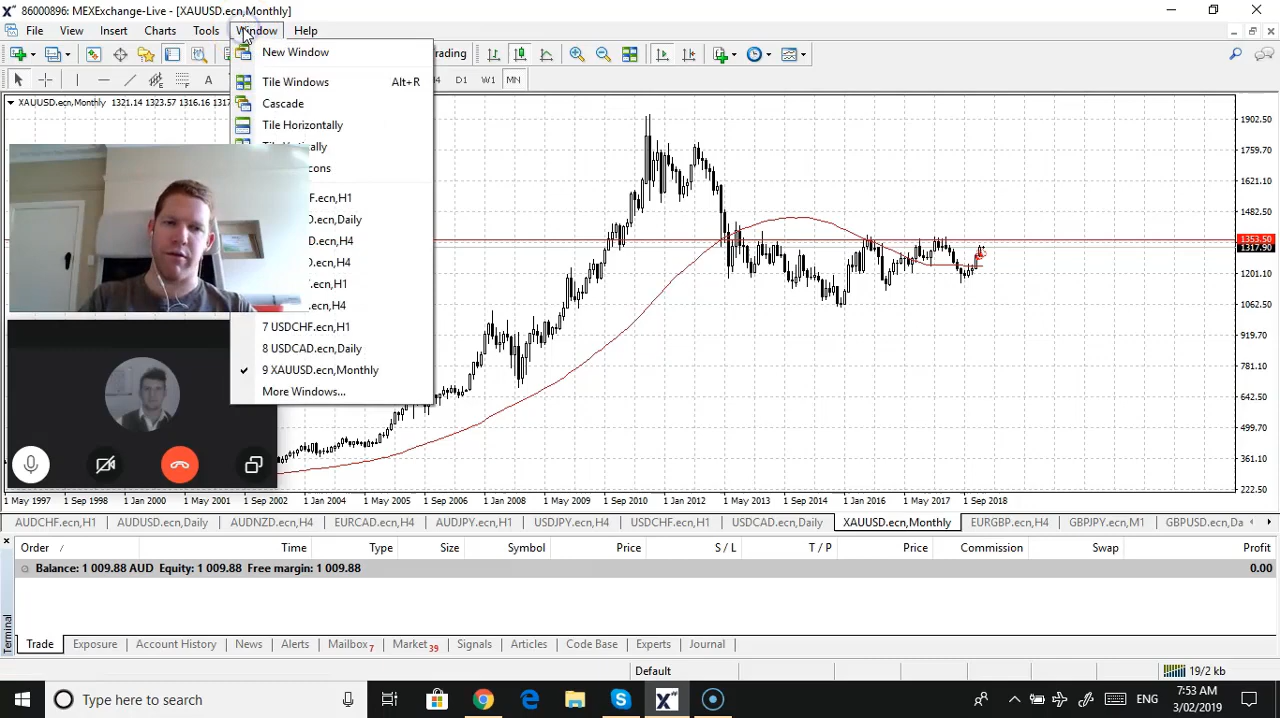 86000896: MEXExchange-Live - [XAUUSD.ecn,Monthly]
File View Insert Charts Tools Window Help
New Window
Tile Windows Alt+R
Cascade
Tile Horizontally
F.ecn,H1
D.ecn,Daily
D.ecn,H4
D.ecn,H4
.ecn,H1
.ecn,H4
7 USDCHF.ecn,H1
8 USDCAD.ecn,Daily
9 XAUUSD.ecn,Monthly
More Windows...
D1 W1 MN
XAUUSD.ecn,Monthly 1321.14 1323.57 1316.16
1902.50
1759.70
1621.10
1482.50
1353.50
1317.90
1201.10
1062.50
919.70
781.10
642.50
499.70
361.10
222.50
1 May 1997 1 Sep 1998 1 Jan 2000 1 May 2001 1 Sep 2002 1 Jan 2004 1 May 2005 1 Sep 2006 1 Jan 2008 1 May 2009 1 Sep 2010 1 Jan 2012 1 May 2013 1 Sep 2014 1 Jan 2016 1 May 2017 1 Sep 2018
AUDCHF.ecn,H1 AUDUSD.ecn,Daily AUDNZD.ecn,H4 EURCAD.ecn,H4 AUDJPY.ecn,H1 USDJPY.ecn,H4 USDCHF.ecn,H1 USDCAD.ecn,Daily XAUUSD.ecn,Monthly EURGBP.ecn,H4 GBPJPY.ecn,M1 GBPUSD.ecn,Da
Order / Time Type Size Symbol Price S / L T / P Price Commission Swap Profit
Balance: 1 009.88 AUD Equity: 1 009.88 Free margin: 1 009.88 0.00
Terminal
Trade Exposure Account History News Alerts Mailbox 7 Market 39 Signals Articles Code Base Experts Journal
Default 19/2 kb
Type here to search
ENG
7:53 AM
3/02/2019